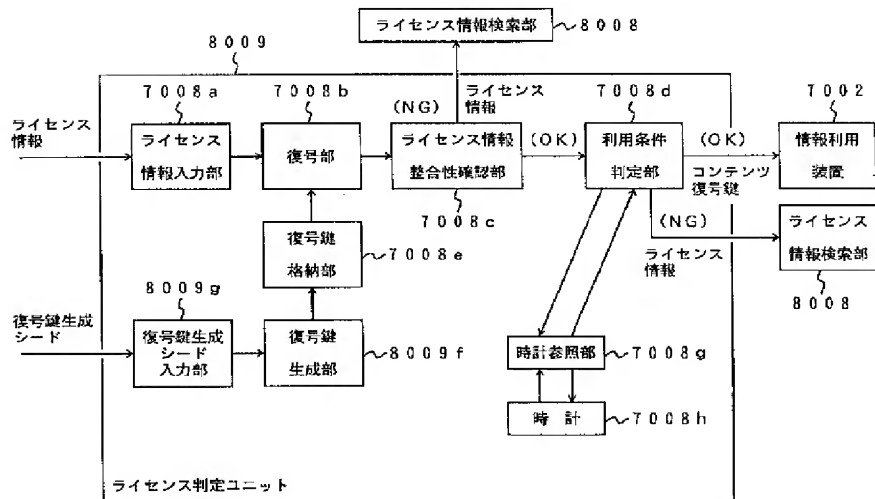 ライセンス情報検索部
8008
8009
7008a
7008b
(NG)
ライセンス
情報
7008d
7002
ライセンス
情報
ライセンス
情報入力部
復号部
ライセンス情報
整合性確認部
(OK)
利用条件
判定部
(OK)
コンテンツ
復号鍵
情報利用
装置
7008c
(NG)
ライセンス
情報
ライセンス
情報検索部
8008
復号鍵
格納部
7008e
8009g
復号鍵生成
シード
復号鍵生成
シード
入力部
復号鍵
生成部
8009f
時計参照部
7008g
時計
7008h
ライセンス判定ユニット